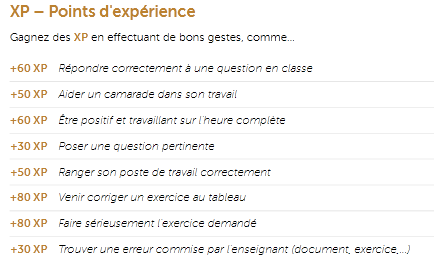 XP – Points d'expérience
Gagnez des XP en effectuant de bons gestes, comme...
+60 XP Répondre correctement à une question en classe
+50 XP Aider un camarade dans son travail
+60 XP Être positif et travaillant sur l'heure complète
+30 XP Poser une question pertinente
+50 XP Ranger son poste de travail correctement
+80 XP Venir corriger un exercice au tableau
+80 XP Faire sérieusement l'exercice demandé
+30 XP Trouver une erreur commise par l'enseignant (document, exercice,...)